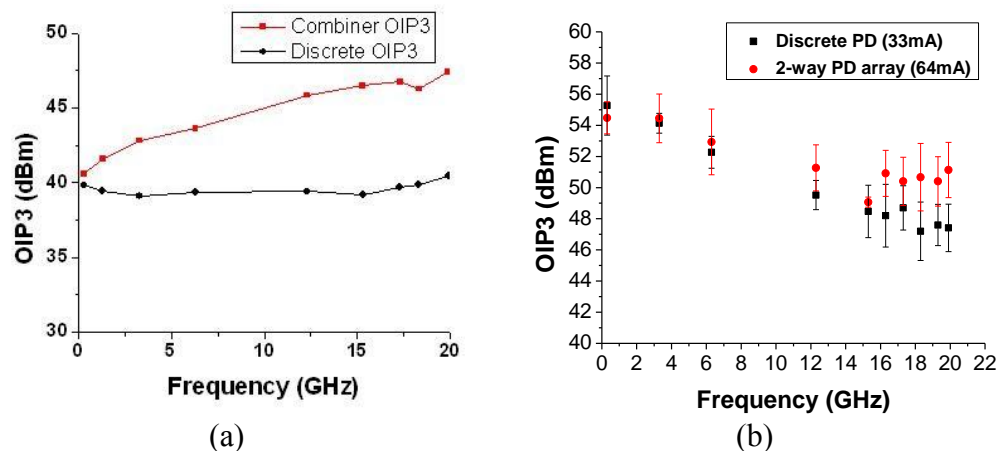 50
45
40
35
30
0
5
10
15
20
OIP3 (dBm)
Combiner OIP3
Discrete OIP3
Frequency (GHz)
(a)
60
58
56
54
52
50
48
46
44
42
40
0 2 4 6 8 10 12 14 16 18 20 22
OIP3 (dBm)
Discrete PD (33mA)
2-way PD array (64mA)
Frequency (GHz)
(b)